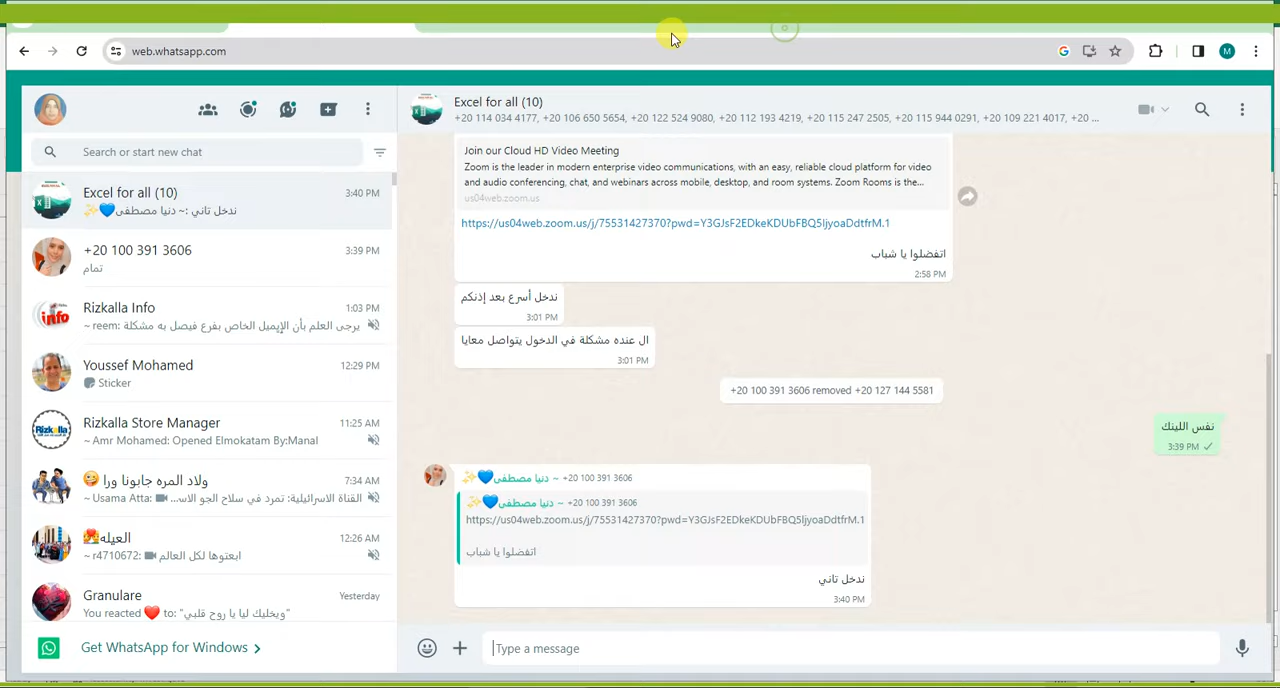 web.whatsapp.com
M
Search or start new chat
Excel for all (10)
3:40 PM
دنيا مصطفى💙✨ ~: ندخل تاني
+20 100 391 3606
3:39 PM
تمام
Rizkalla Info
1:03 PM
~ reem: يرجى العلم بأن الإيميل الخاص بفرع فيصل به مشكلة
Youssef Mohamed
12:29 PM
Sticker
Rizkalla Store Manager
11:25 AM
~ Amr Mohamed: Opened Elmokatam By:Manal
ولاد المره جابونا ورا 🤪
7:34 AM
~ Usama Atta: القناة الاسرائيلية: تمرد في سلاح الجو الاس...
العيله🥰
12:26 AM
~ r4710672: ابعتوها لكل العالم
Granulare
Yesterday
You reacted ❤️ to: "ويخليك ليا يا روح قلبي"
Get WhatsApp for Windows
Excel for all (10)
+20 114 034 4177, +20 106 650 5654, +20 122 524 9080, +20 112 193 4219, +20 115 247 2505, +20 115 944 0291, +20 109 221 4017, +20 ...
Join our Cloud HD Video Meeting
Zoom is the leader in modern enterprise video communications, with an easy, reliable cloud platform for video
and audio conferencing, chat, and webinars across mobile, desktop, and room systems. Zoom Rooms is the...
us04web.zoom.us
https://us04web.zoom.us/j/75531427370?pwd=Y3GJsF2EDkeKDUbFBQ5ljyoaDdtfrM.1
اتفضلوا يا شباب
2:58 PM
ندخل أسرع بعد إذنكم
3:01 PM
ال عنده مشكلة في الدخول يتواصل معايا
3:01 PM
+20 100 391 3606 removed +20 127 144 5581
نفس اللينك
3:39 PM
دنيا مصطفى💙✨ ~ +20 100 391 3606
دنيا مصطفى💙✨ ~ +20 100 391 3606
https://us04web.zoom.us/j/75531427370?pwd=Y3GJsF2EDkeKDUbFBQ5ljyoaDdtfrM.1
اتفضلوا يا شباب
ندخل تاني
3:40 PM
Type a message